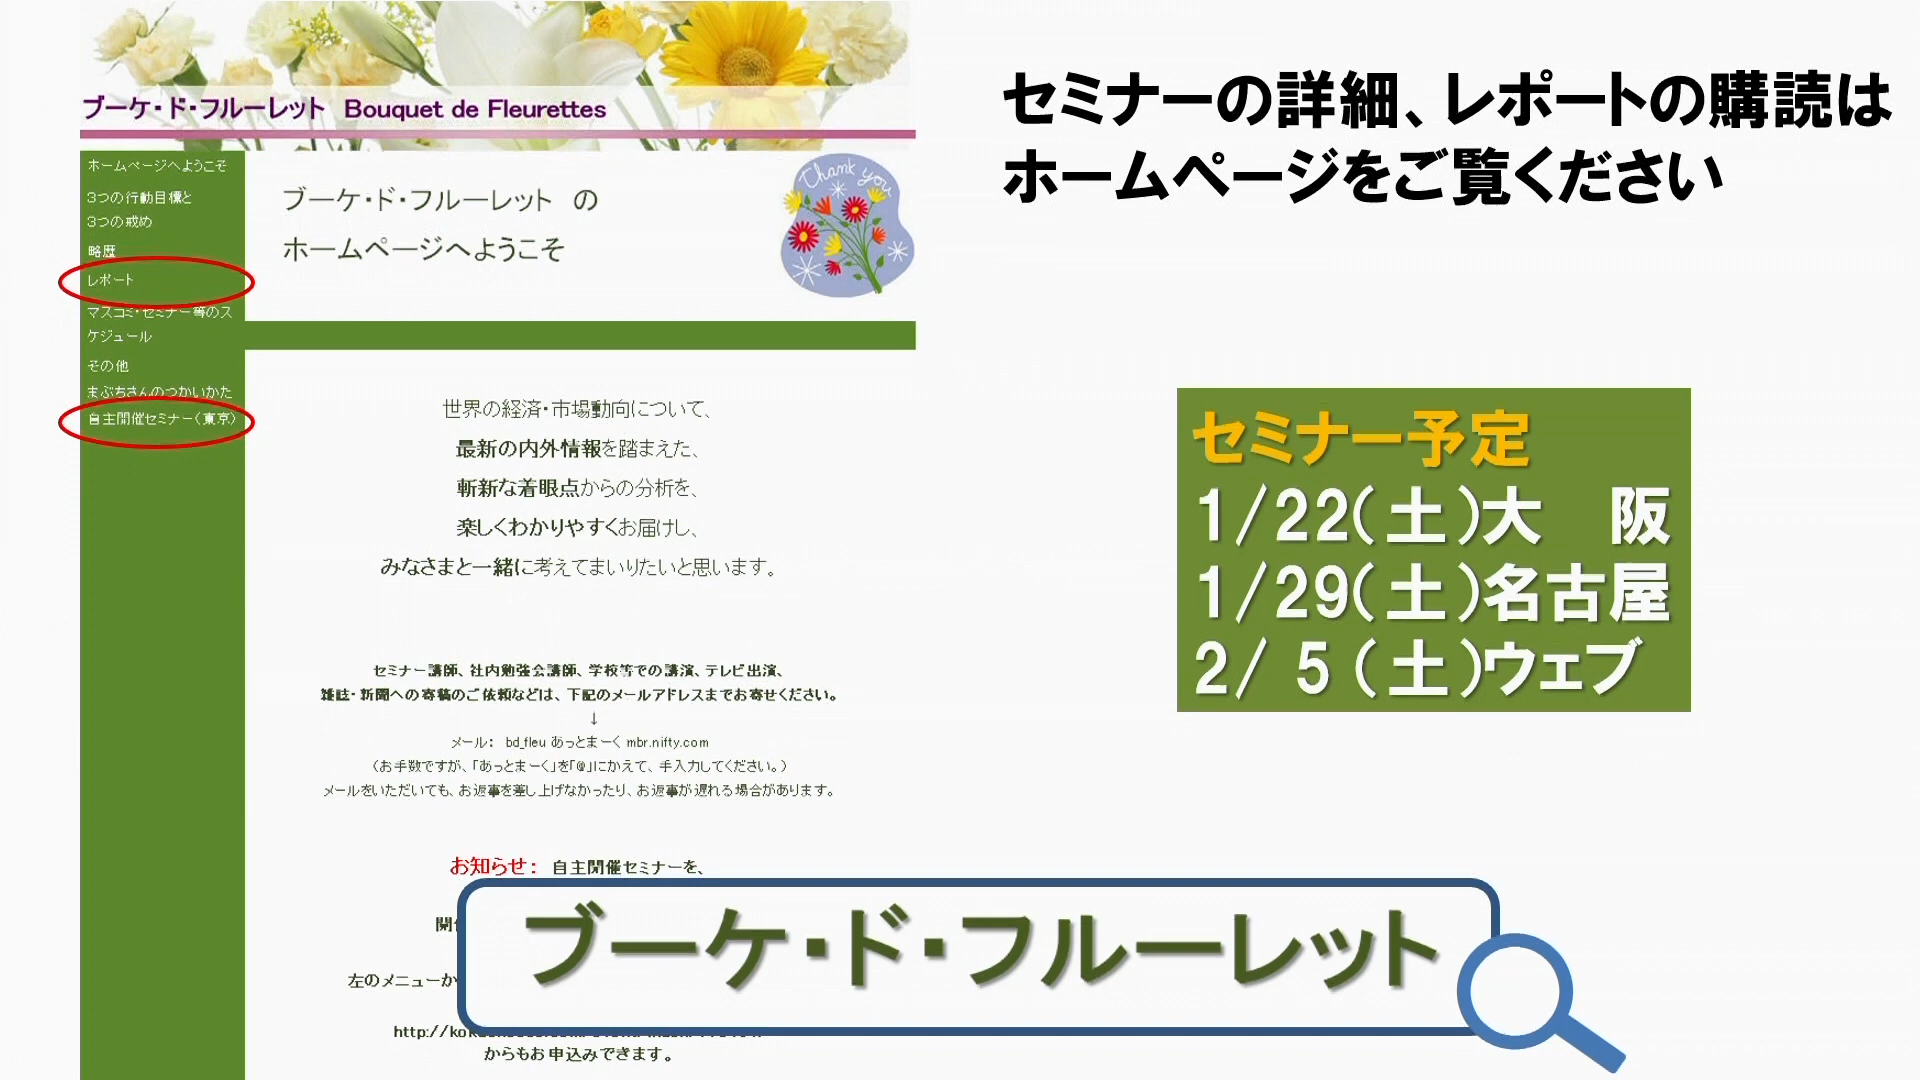 ブーケ・ド・フルーレット Bouquet de Fleurettes
ホームページへようこそ
3つの行動目標と
3つの戒め
略歴
レポート
マスコミ・セミナー等のス
ケジュール
その他
まぶちさんのつかいかた
自主開催セミナー(東京)
ブーケ・ド・フルーレット の
ホームページへようこそ
Thank you
世界の経済・市場動向について、
最新の内外情報を踏まえた、
斬新な着眼点からの分析を、
楽しくわかりやすくお届けし、
みなさまと一緒に考えてまいりたいと思います。
セミナー講師、社内勉強会講師、学校等での講演、テレビ出演、
雑誌・新聞への寄稿のご依頼などは、下記のメールアドレスまでお寄せください。
↓
メール： bd_fleu あっとまーく mbr.nifty.com
（お手数ですが、「あっとまーく」を「@」にかえて、手入力してください。）
メールをいただいても、お返事を差し上げなかったり、お返事が遅れる場合があります。
お知らせ： 自主開催セミナーを、
開
左のメニューか
http://ko
からもお申込みできます。
セミナーの詳細、レポートの購読は
ホームページをご覧ください
セミナー予定
1/22(土)大　阪
1/29(土)名古屋
2/ 5 (土)ウェブ
ブーケ・ド・フルーレット